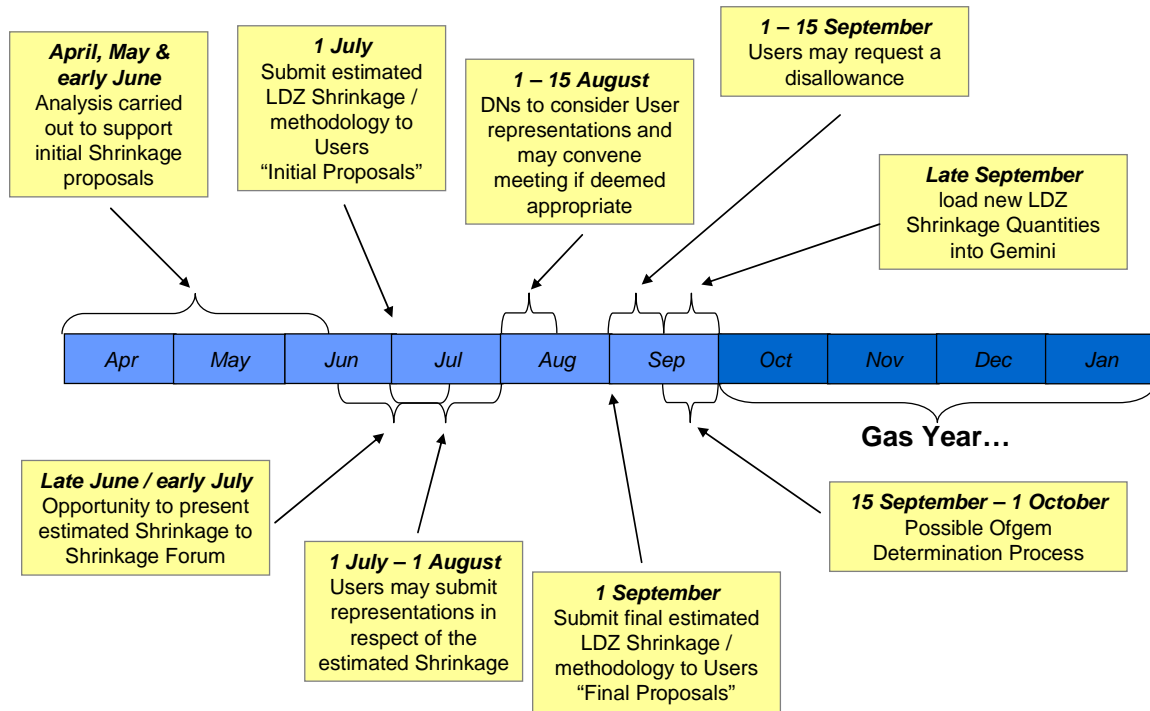 April, May &
early June
Analysis carried
out to support
initial Shrinkage
proposals
1 July
Submit estimated
LDZ Shrinkage /
methodology to
Users
“Initial Proposals”
1 – 15 August
DNs to consider User
representations and
may convene
meeting if deemed
appropriate
1 – 15 September
Users may request a
disallowance
Late September
load new LDZ
Shrinkage Quantities
into Gemini
Apr
May
Jun
Jul
Aug
Sep
Oct
Nov
Dec
Jan
Gas Year…
Late June / early July
Opportunity to present
estimated Shrinkage to
Shrinkage Forum
1 July – 1 August
Users may submit
representations in
respect of the
estimated Shrinkage
1 September
Submit final estimated
LDZ Shrinkage /
methodology to Users
“Final Proposals”
15 September – 1 October
Possible Ofgem
Determination Process